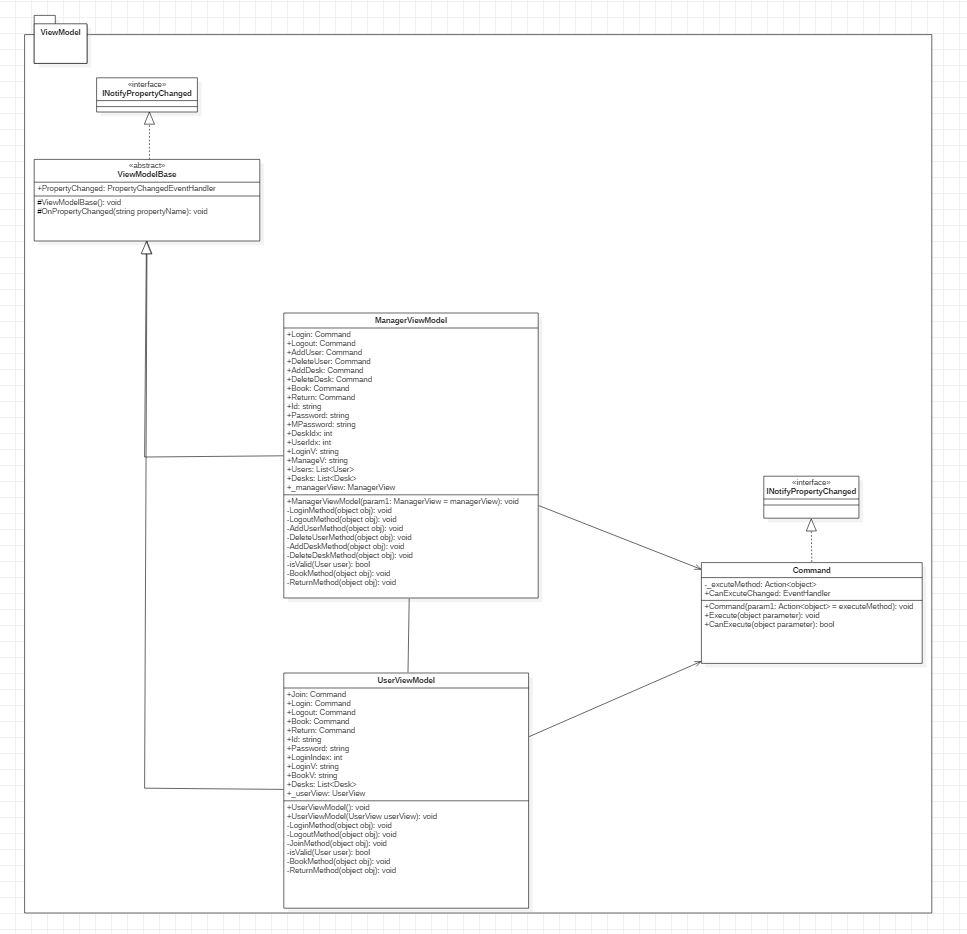 ViewModel
«interface»
INotifyPropertyChanged
«abstract»
ViewModelBase
+PropertyChanged: PropertyChangedEventHandler
#ViewModelBase(): void
#OnPropertyChanged(string propertyName): void
ManagerViewModel
+Login: Command
+Logout: Command
+AddUser: Command
+DeleteUser: Command
+AddDesk: Command
+DeleteDesk: Command
+Book: Command
+Return: Command
+Id: string
+Password: string
+MPassword: string
+DeskIdx: int
+UserIdx: int
+LoginV: string
+ManageV: string
+Users: List<User>
+Desks: List<Desk>
+_managerView: ManagerView
+ManagerViewModel(param1: ManagerView = managerView): void
-LoginMethod(object obj): void
-LogoutMethod(object obj): void
-AddUserMethod(object obj): void
-DeleteUserMethod(object obj): void
-AddDeskMethod(object obj): void
-DeleteDeskMethod(object obj): void
-isValid(User user): bool
-BookMethod(object obj): void
-ReturnMethod(object obj): void
«interface»
INotifyPropertyChanged
Command
-_excuteMethod: Action<object>
+CanExcuteChanged: EventHandler
+Command(param1: Action<object> = executeMethod): void
+Execute(object parameter): void
+CanExecute(object parameter): bool
UserViewModel
+Join: Command
+Login: Command
+Logout: Command
+Book: Command
+Return: Command
+Id: string
+Password: string
+LoginIndex: int
+LoginV: string
+BookV: string
+Desks: List<Desk>
+_userView: UserView
+UserViewModel(): void
+UserViewModel(UserView userView): void
-LoginMethod(object obj): void
-LogoutMethod(object obj): void
-JoinMethod(object obj): void
-isValid(User user): bool
-BookMethod(object obj): void
-ReturnMethod(object obj): void